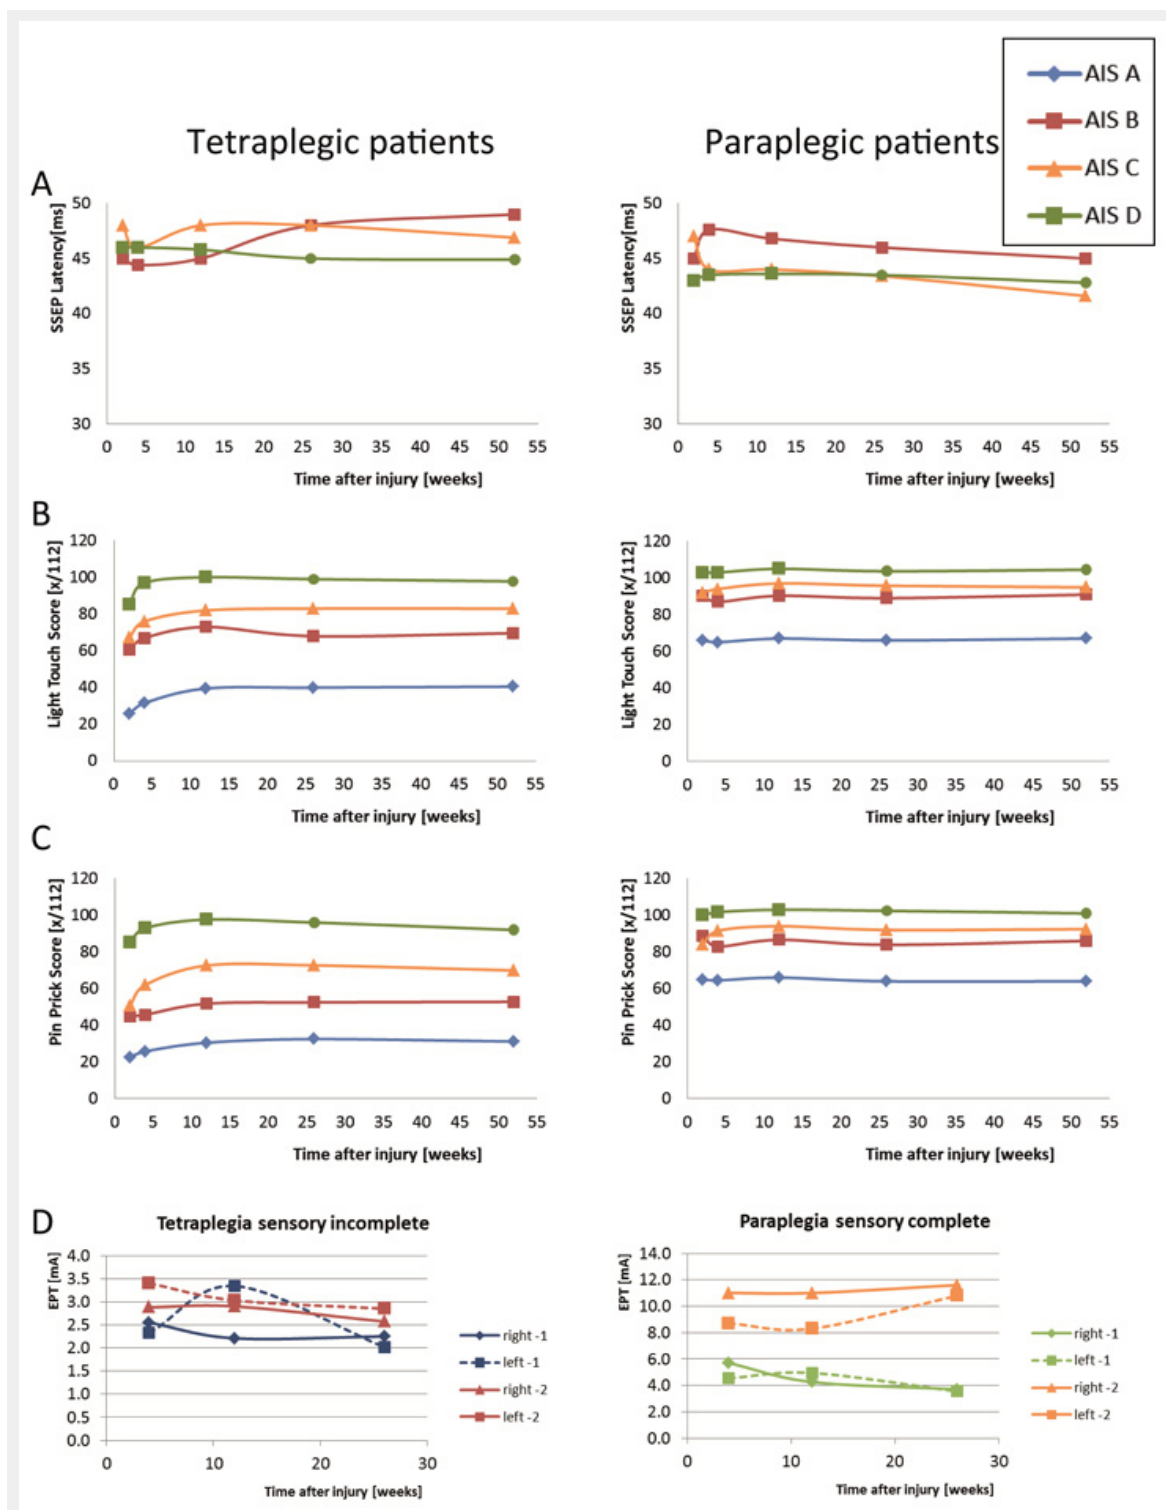 AIS A
AIS B
AIS C
AIS D
Tetraplegic patients
Paraplegic patients
A
SSEP Latency[ms]
50
45
40
35
30
0 5 10 15 20 25 30 35 40 45 50 55
Time after injury [weeks]
SSEP Latency[ms]
50
45
40
35
30
0 5 10 15 20 25 30 35 40 45 50 55
Time after injury [weeks]
B
Light Touch Score [x/112]
120
100
80
60
40
20
0
0 5 10 15 20 25 30 35 40 45 50 55
Time after injury [weeks]
Light Touch Score [x/112]
120
100
80
60
40
20
0
0 5 10 15 20 25 30 35 40 45 50 55
Time after injury [weeks]
C
Pin Prick Score [x/112]
120
100
80
60
40
20
0
0 5 10 15 20 25 30 35 40 45 50 55
Time after injury [weeks]
Pin Prick Score [x/112]
120
100
80
60
40
20
0
0 5 10 15 20 25 30 35 40 45 50 55
Time after injury [weeks]
D
Tetraplegia sensory incomplete
EPT [mA]
4.0
3.5
3.0
2.5
2.0
1.5
1.0
0.5
0.0
0 10 20 30
Time after injury [weeks]
right -1
left -1
right -2
left -2
Paraplegia sensory complete
EPT [mA]
14.0
12.0
10.0
8.0
6.0
4.0
2.0
0.0
0 10 20 30
Time after injury [weeks]
right -1
left -1
right -2
left -2